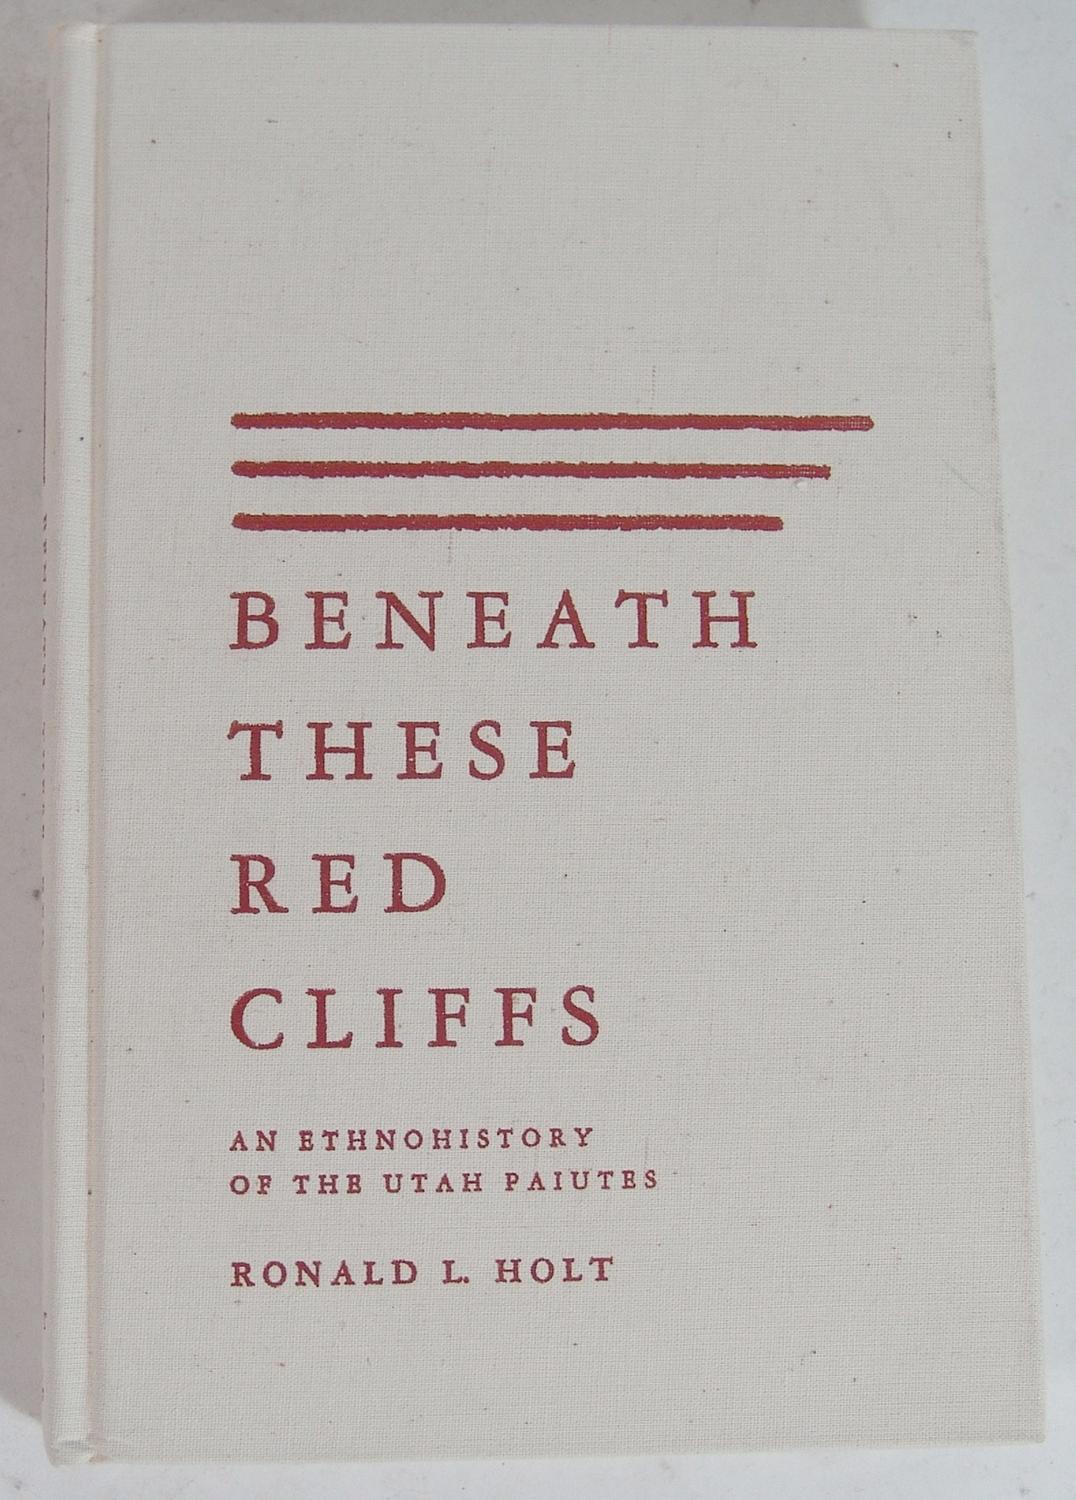 BENEATH
THESE
RED
CLIFFS
AN ETHNOHISTORY
OF THE UTAH PAIUTES
RONALD L. HOLT